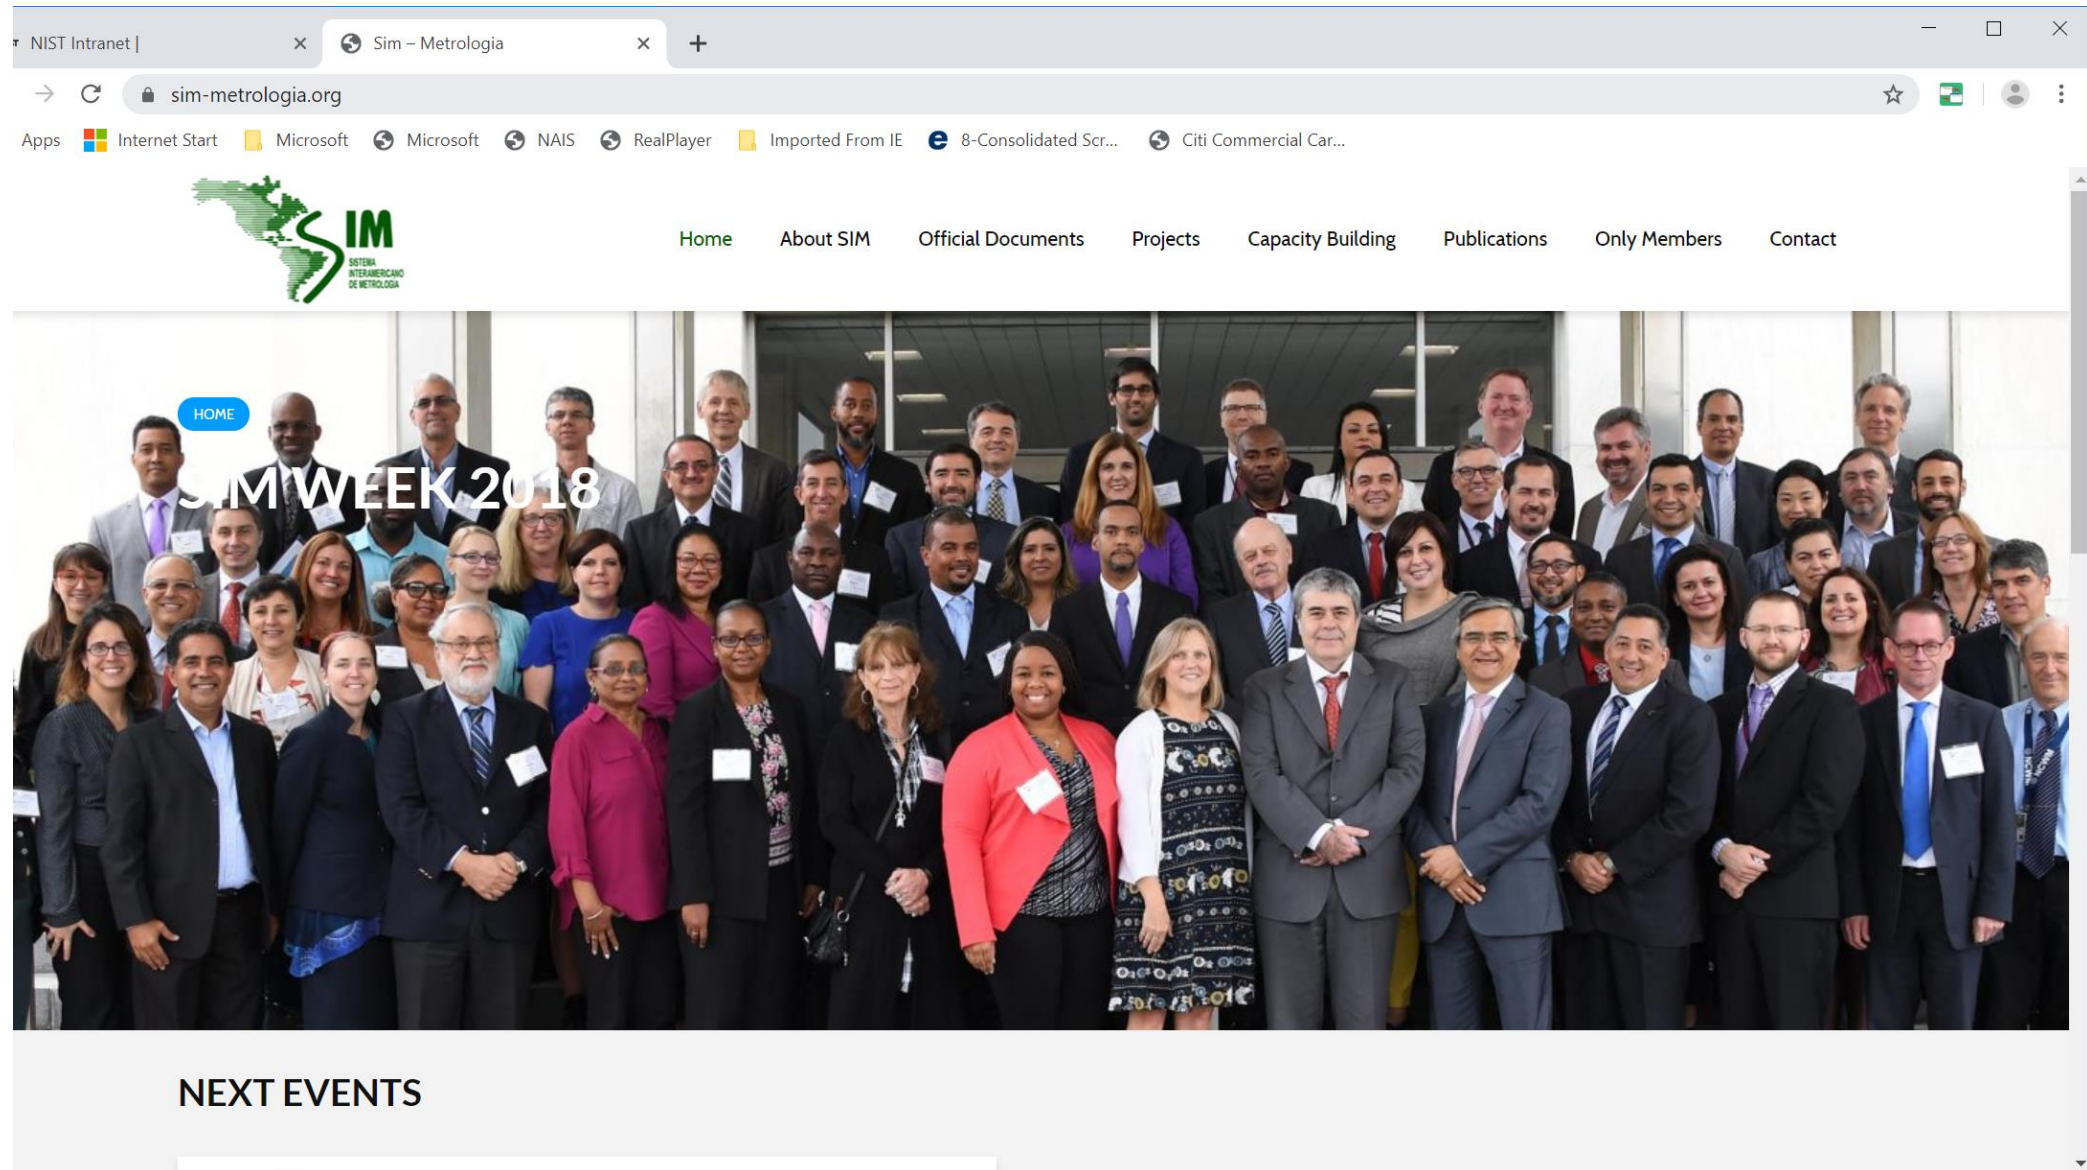 NIST Intranet |
Sim – Metrologia
sim-metrologia.org
Apps Internet Start Microsoft Microsoft NAIS RealPlayer Imported From IE 8-Consolidated Scr... Citi Commercial Car...
SIM
SISTEMA
INTERAMERICANO
DE METROLOGIA
Home About SIM Official Documents Projects Capacity Building Publications Only Members Contact
HOME
SIM WEEK 2018
NEXT EVENTS